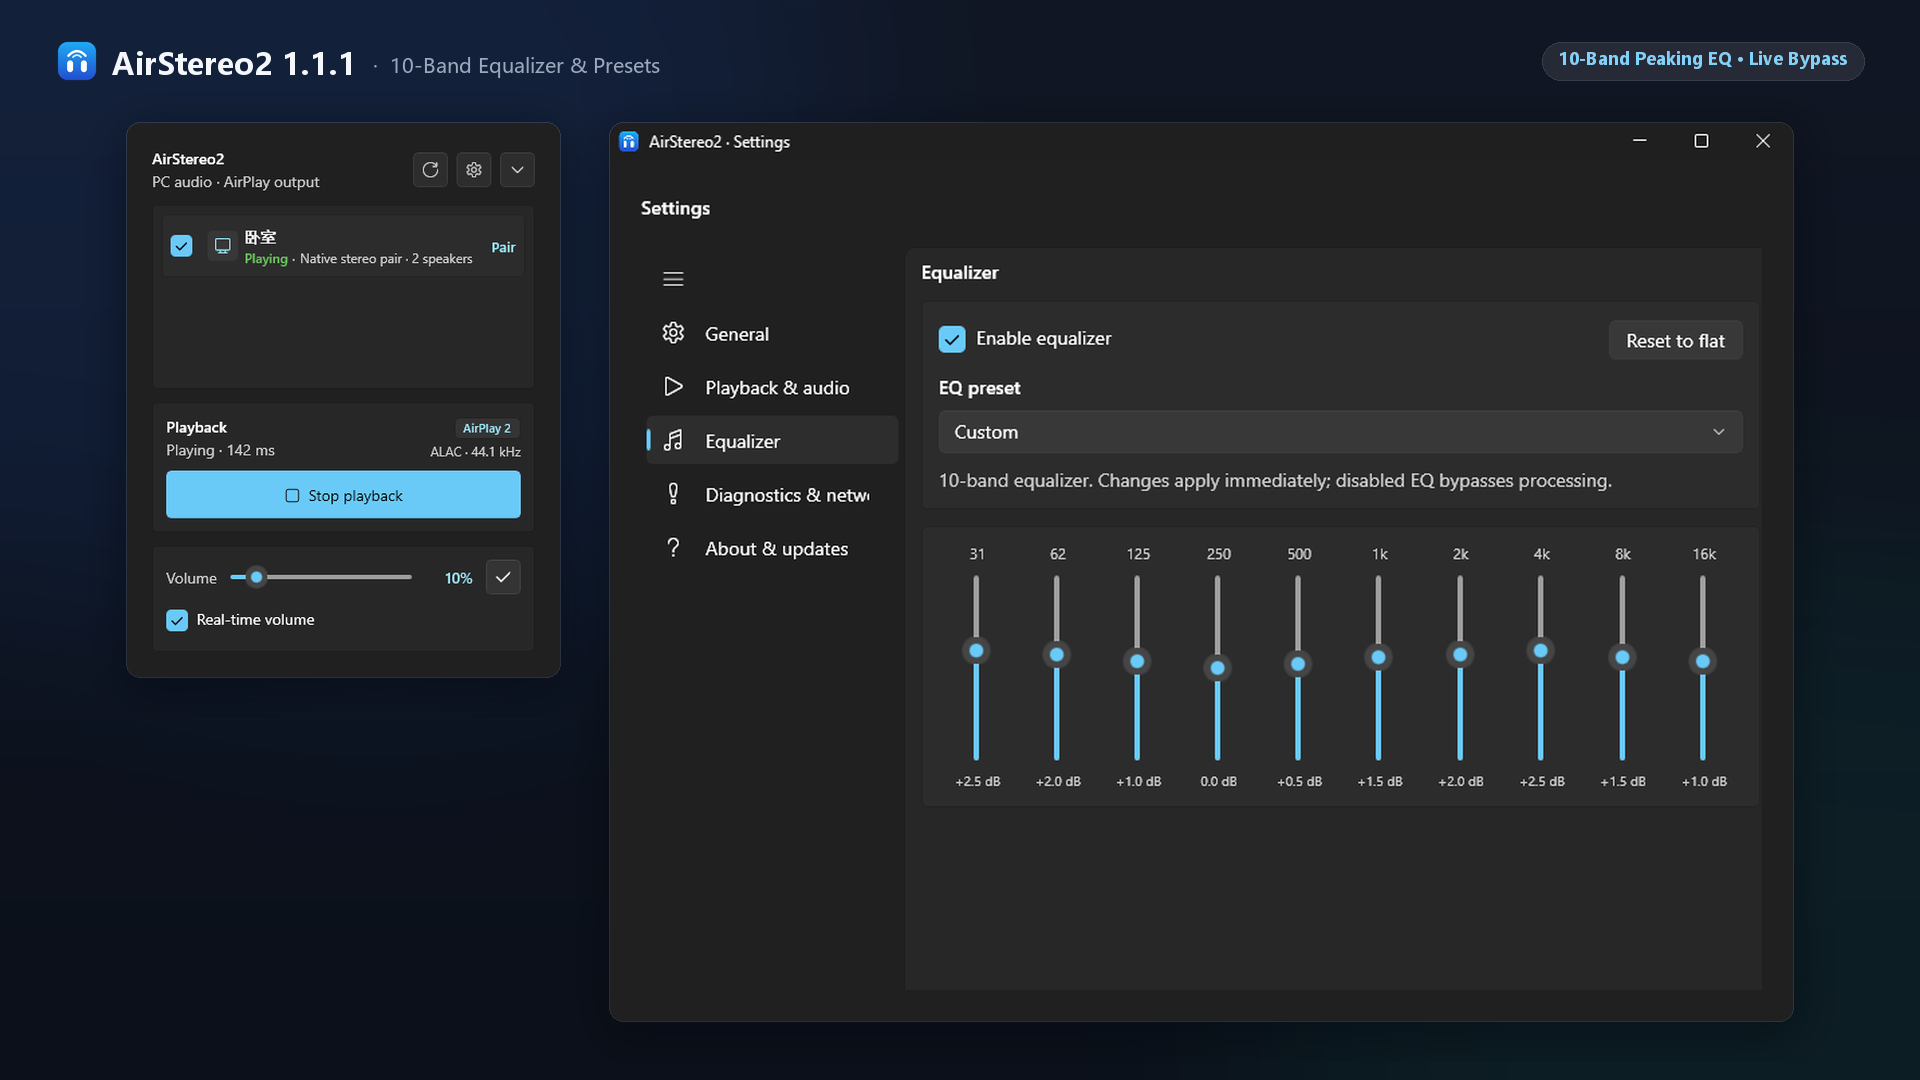 AirStereo2 1.1.1 · 10-Band Equalizer & Presets
10-Band Peaking EQ • Live Bypass
AirStereo2
PC audio · AirPlay output
卧室
Playing · Native stereo pair · 2 speakers
Pair
Playback
AirPlay 2
Playing · 142 ms
ALAC · 44.1 kHz
Stop playback
Volume
10%
Real-time volume
AirStereo2 · Settings
Settings
General
Playback & audio
Equalizer
Diagnostics & netw
About & updates
Equalizer
Enable equalizer
Reset to flat
EQ preset
Custom
10-band equalizer. Changes apply immediately; disabled EQ bypasses processing.
31 62 125 250 500 1k 2k 4k 8k 16k
+2.5 dB +2.0 dB +1.0 dB 0.0 dB +0.5 dB +1.5 dB +2.0 dB +2.5 dB +1.5 dB +1.0 dB